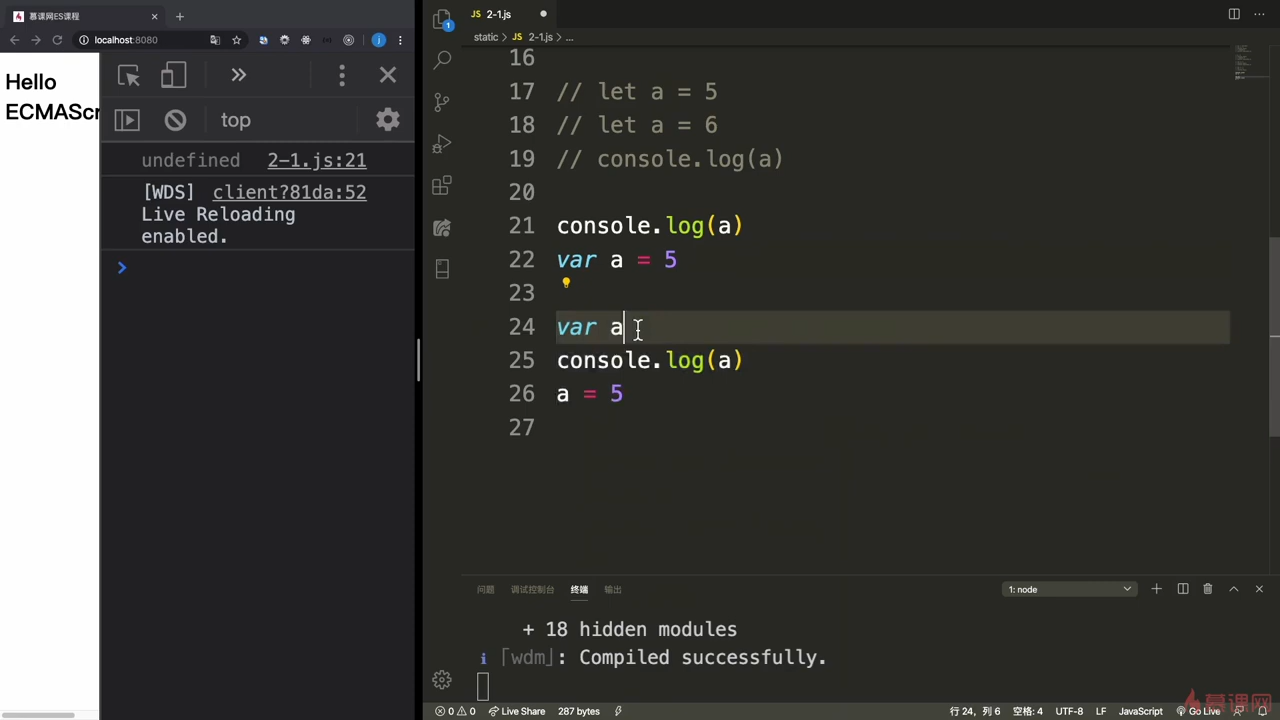 慕课网ES课程
localhost:8080
Hello
ECMAScr
top
undefined 2-1.js:21
[WDS] client?81da:52
Live Reloading
enabled.
2-1.js
static > JS 2-1.js > ...
16
17 // let a = 5
18 // let a = 6
19 // console.log(a)
20
21 console.log(a)
22 var a = 5
23
24 var a
25 console.log(a)
26 a = 5
27
问题 调试控制台 终端 输出 1: node
+ 18 hidden modules
i ｢wdm｣: Compiled successfully.
0 0 Live Share 287 bytes 行 24, 列 6 空格: 4 UTF-8 LF JavaScript Go Live
慕课网